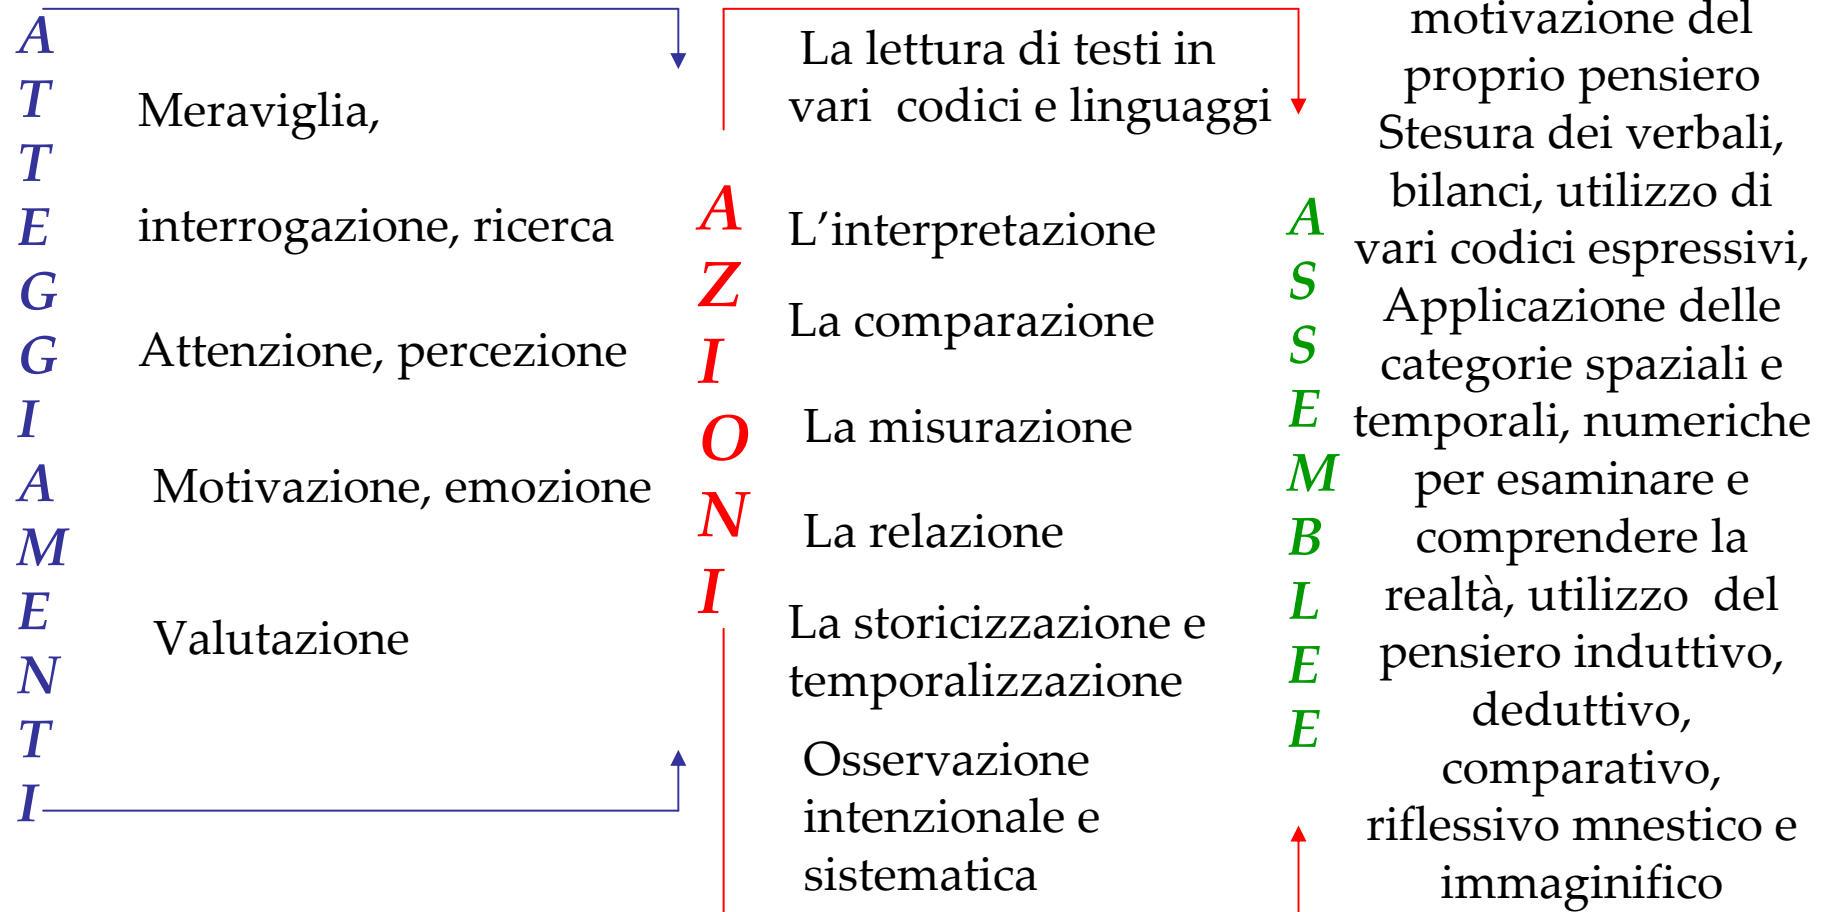 ATTEGGIAMENTI
Meraviglia,
interrogazione, ricerca
Attenzione, percezione
Motivazione, emozione
Valutazione
AZIONI
La lettura di testi in
vari codici e linguaggi
L’interpretazione
La comparazione
La misurazione
La relazione
La storicizzazione e
temporalizzazione
Osservazione
intenzionale e
sistematica
ASSEMBLEE
motivazione del
proprio pensiero
Stesura dei verbali,
bilanci, utilizzo di
vari codici espressivi,
Applicazione delle
categorie spaziali e
temporali, numeriche
per esaminare e
comprendere la
realtà, utilizzo del
pensiero induttivo,
deduttivo,
comparativo,
riflessivo mnestico e
immaginifico